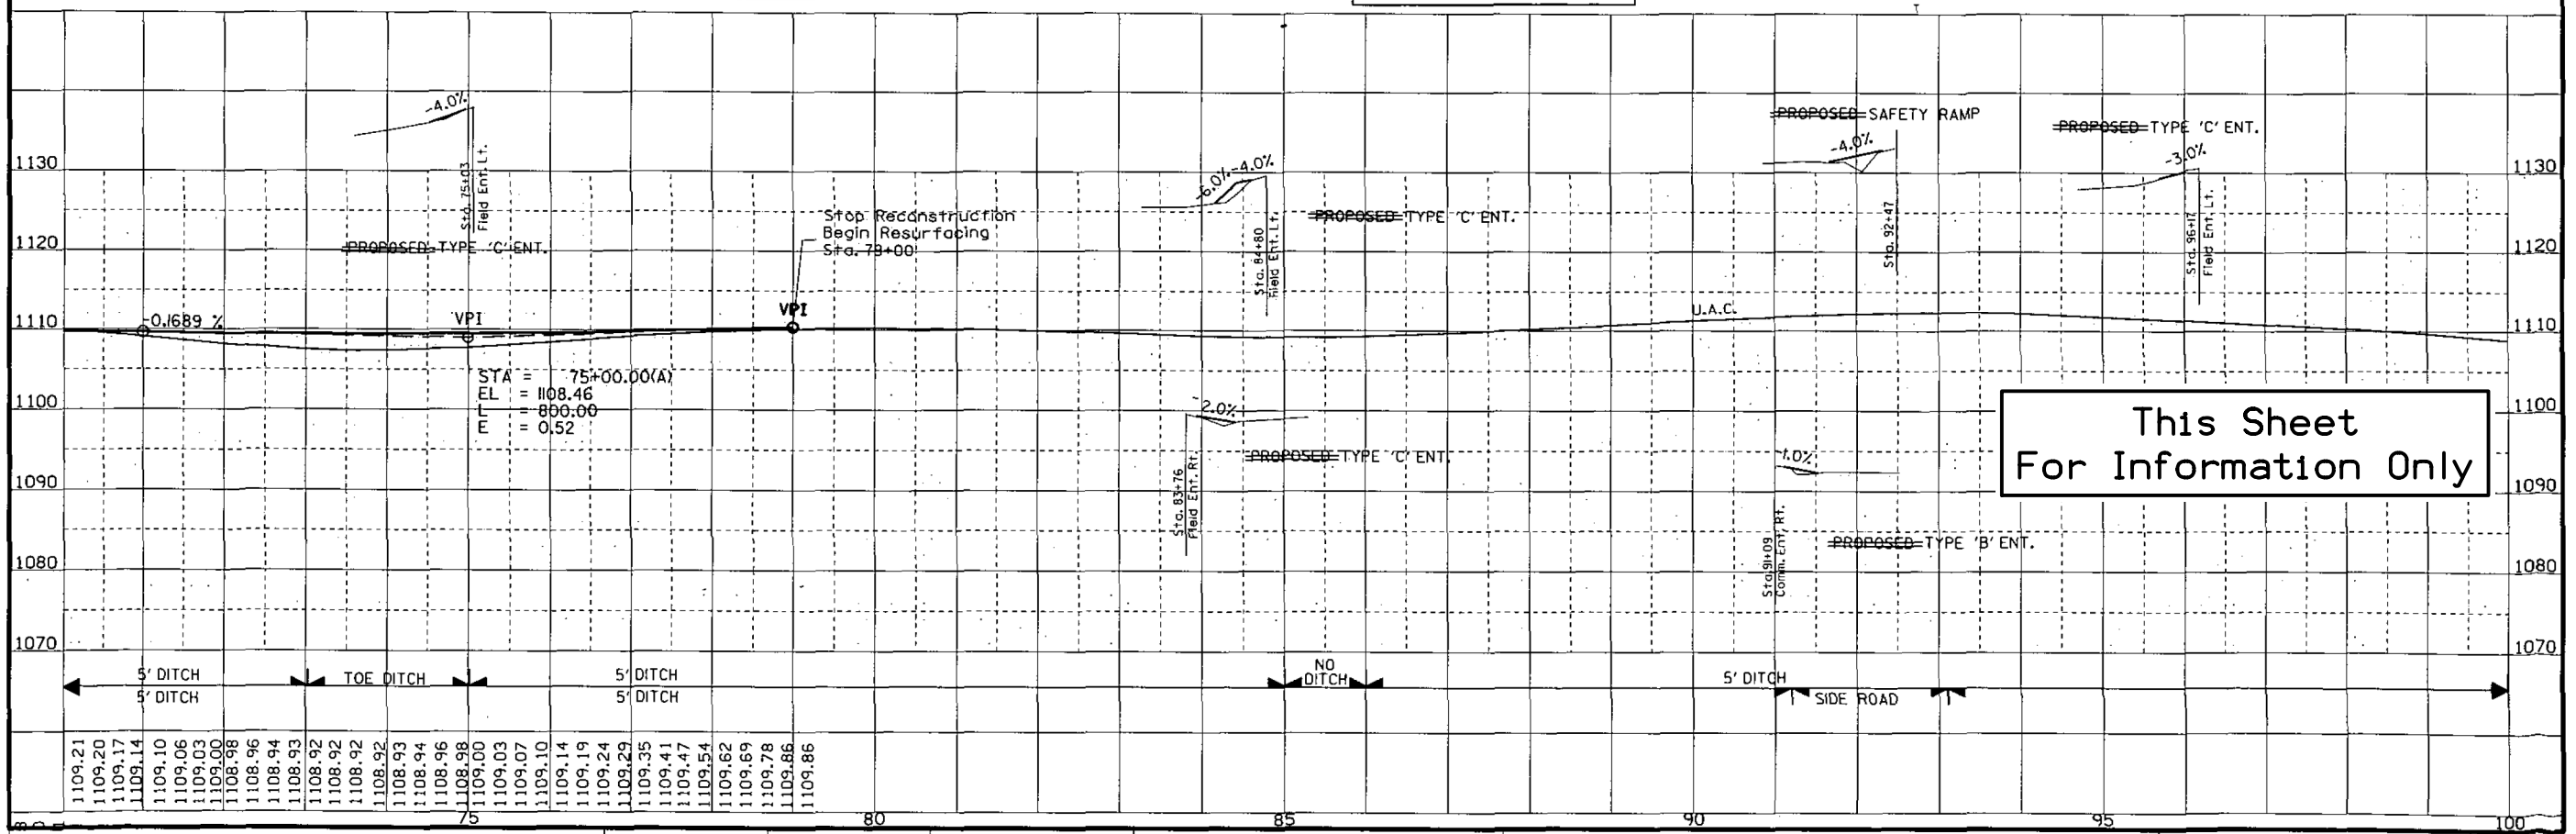 -4.0%
PROPOSED SAFETY RAMP
PROPOSED TYPE 'C' ENT.
-4.0%
-3.0%
1130
Sta. 75+03
Field Ent. Lt.
-6.0%
-4.0%
1130
Stop Reconstruction
Begin Resurfacing
Sta. 79+00
PROPOSED TYPE 'C' ENT.
Sta. 84+80
Field Ent. Lt.
Sta. 92+47
Sta. 96+17
Field Ent. Lt.
1120
PROPOSED TYPE 'C' ENT.
1120
1110
-0.1689 %
VPI
VPI
U.A.C.
1110
STA = 75+00.00(A)
EL = 1108.46
L = 800.00
E = 0.52
1100
-2.0%
1100
This Sheet
For Information Only
PROPOSED TYPE 'C' ENT.
-1.0%
1090
Sta. 83+76
Field Ent. Rt.
1090
Sta. 91+09
Comm. Ent. Rt.
PROPOSED TYPE 'B' ENT.
1080
1080
1070
1070
5' DITCH
TOE DITCH
5' DITCH
NO
DITCH
5' DITCH
5' DITCH
5' DITCH
SIDE ROAD
1109.21
1109.20
1109.17
1109.14
1109.10
1109.06
1109.03
1109.00
1108.98
1108.96
1108.94
1108.93
1108.92
1108.92
1108.92
1108.92
1108.93
1108.94
1108.96
1108.98
1109.00
1109.03
1109.07
1109.10
1109.14
1109.19
1109.24
1109.29
1109.35
1109.41
1109.47
1109.54
1109.62
1109.69
1109.78
1109.86
1109.86
75
80
85
90
95
100